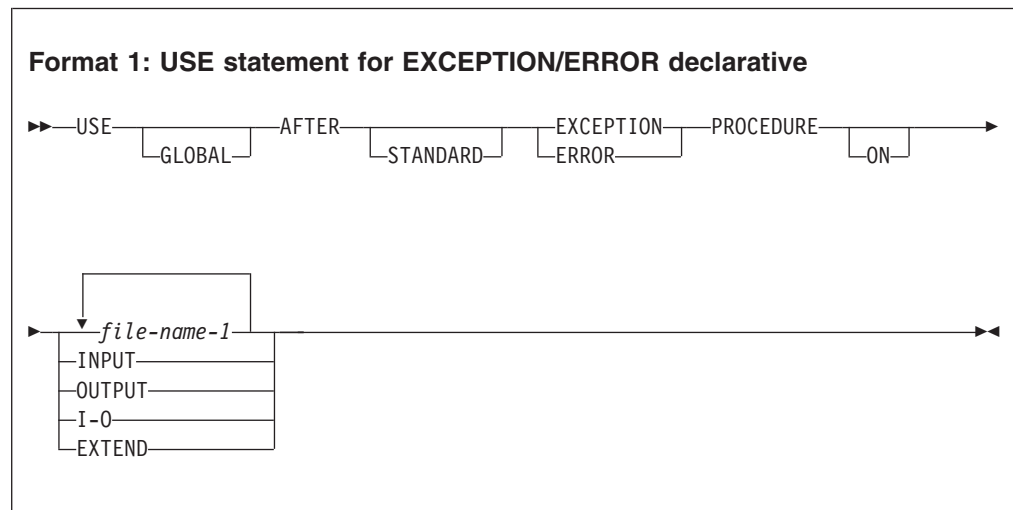 Format 1: USE statement for EXCEPTION/ERROR declarative
USE AFTER EXCEPTION PROCEDURE
GLOBAL STANDARD ERROR ON
file-name-1
INPUT
OUTPUT
I-O
EXTEND